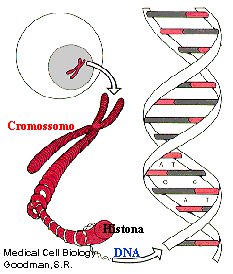 Cromossomo
A T
G C
A T
Histona
Medical Cell Biology
DNA
Goodman, S.R.